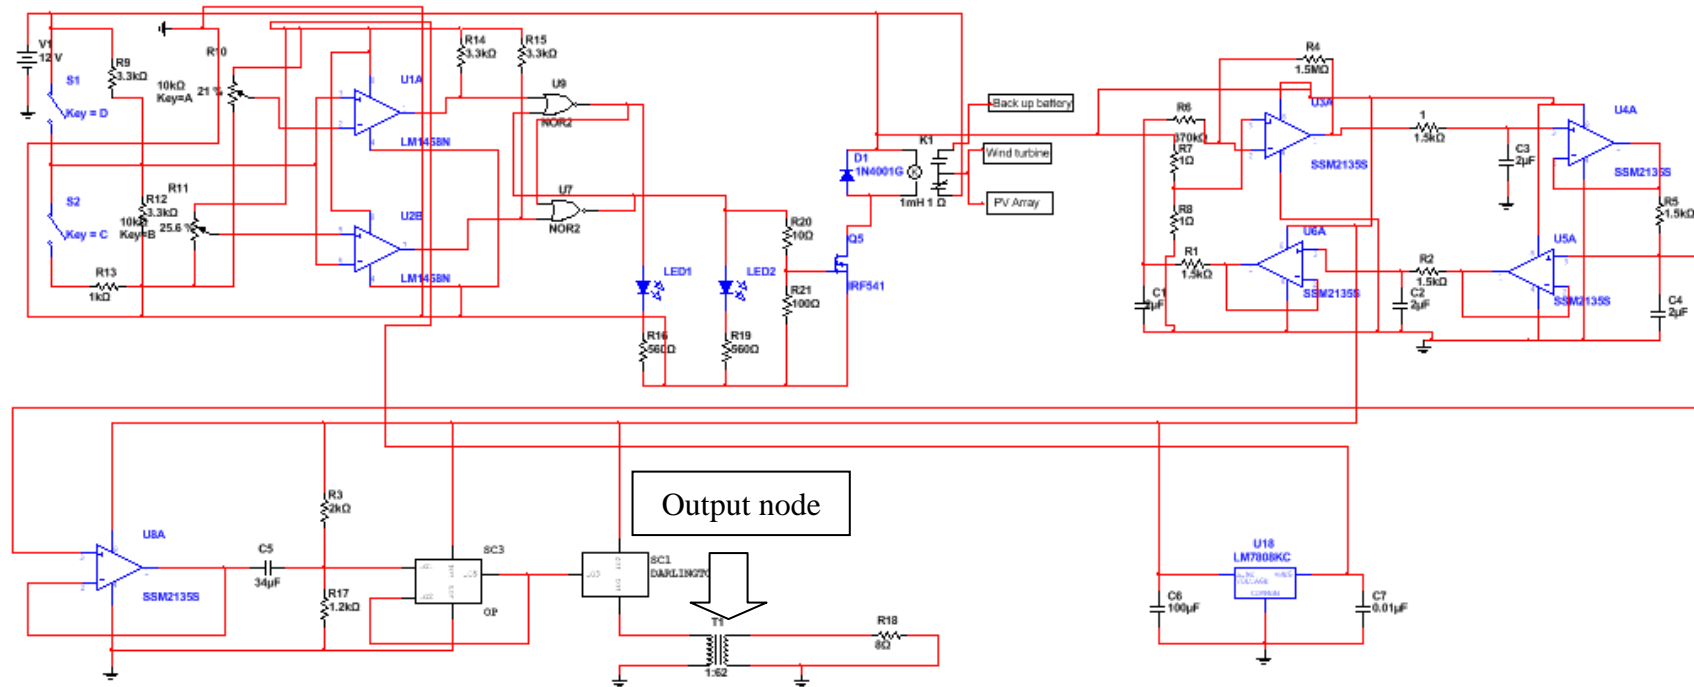 V1
12 V
R9
3.3kΩ
S1
Key = D
R10
10kΩ
Key=A
21 %
U1A
LM1458N
R14
3.3kΩ
R15
3.3kΩ
U9
NOR2
S2
Key = C
R12
3.3kΩ
R11
10kΩ
Key=B
25.6 %
R13
1kΩ
U2B
LM1458N
U7
NOR2
LED1
R16
560Ω
LED2
R19
560Ω
R20
10Ω
R21
100Ω
Q5
IRF541
D1
1N4001G
K1
1mH 1 Ω
Back up battery
Wind turbine
PV Array
R4
1.5MΩ
R6
370kΩ
R7
1Ω
R8
1Ω
U3A
SSM2135S
1
1.5kΩ
C3
2µF
U4A
SSM2135S
R5
1.5kΩ
C4
2µF
U5A
SSM2135S
R2
1.5kΩ
C2
2µF
U6A
SSM2135S
R1
1.5kΩ
C1
2µF
U8A
SSM2135S
C5
34µF
R3
2kΩ
R17
1.2kΩ
SC3
OP
SC1
Output node
T1
1:62
R18
8Ω
U18
LM7808KC
VOLTAGE
C6
100µF
C7
0.01µF